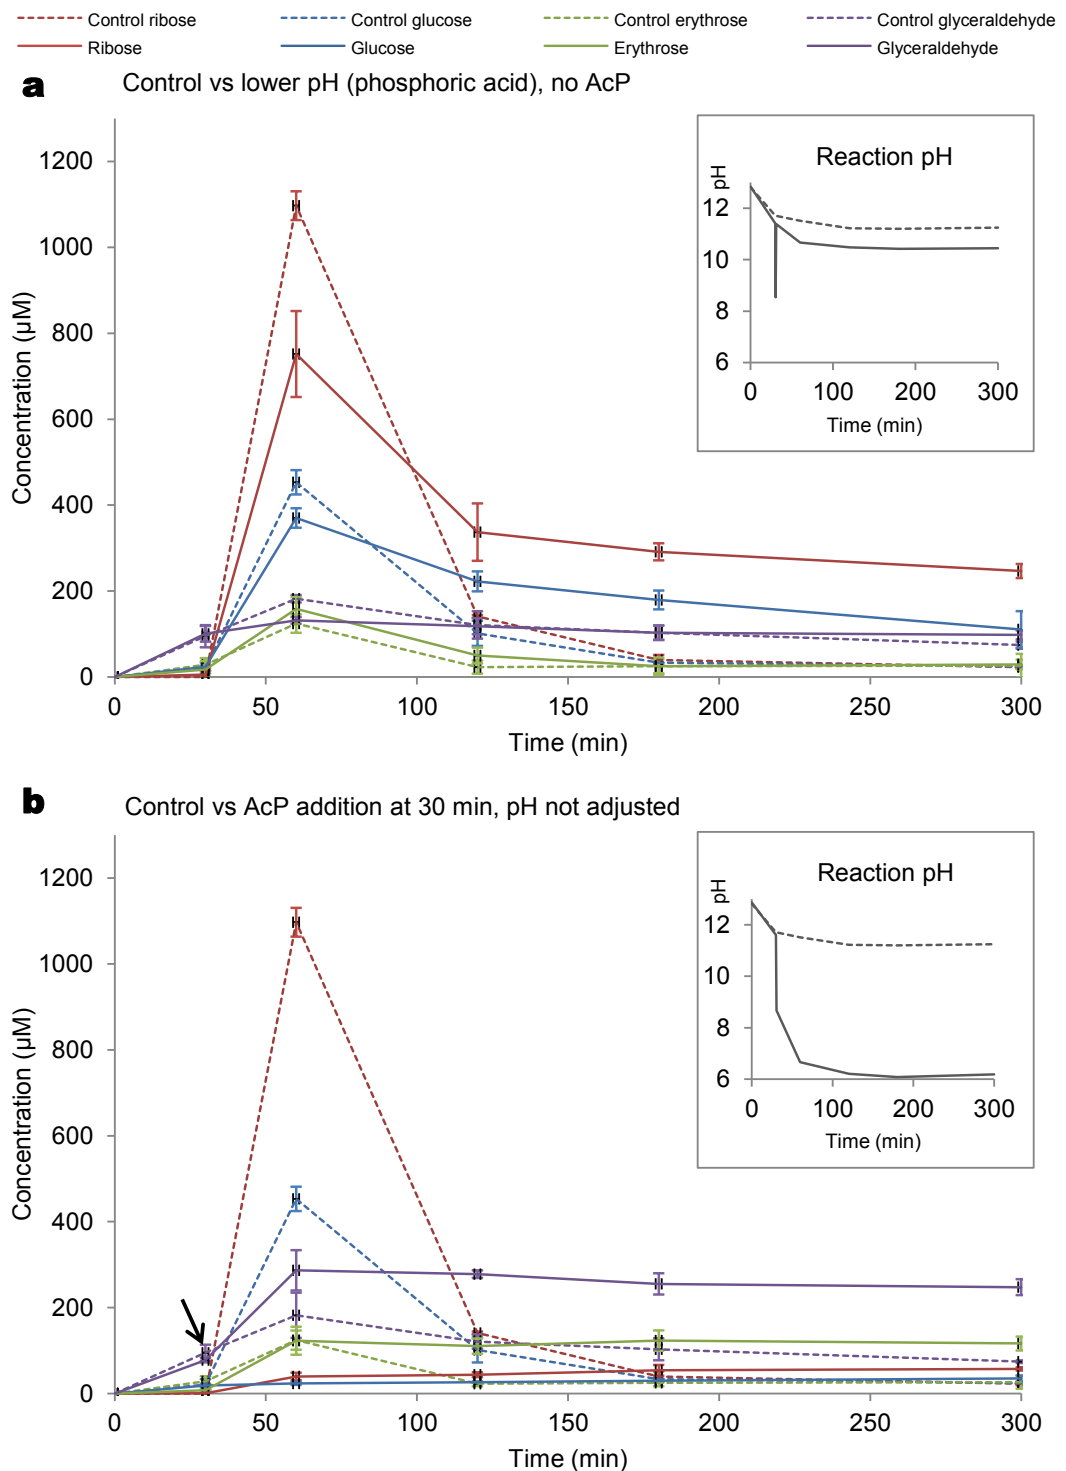 Control ribose Control glucose Control erythrose Control glyceraldehyde
Ribose Glucose Erythrose Glyceraldehyde
a Control vs lower pH (phosphoric acid), no AcP
Concentration (µM)
1200
1000
800
600
400
200
0
0 50 100 150 200 250 300
Time (min)
Reaction pH
pH
12
10
8
6
0 100 200 300
Time (min)
b Control vs AcP addition at 30 min, pH not adjusted
Concentration (µM)
1200
1000
800
600
400
200
0
0 50 100 150 200 250 300
Time (min)
Reaction pH
pH
12
10
8
6
0 100 200 300
Time (min)